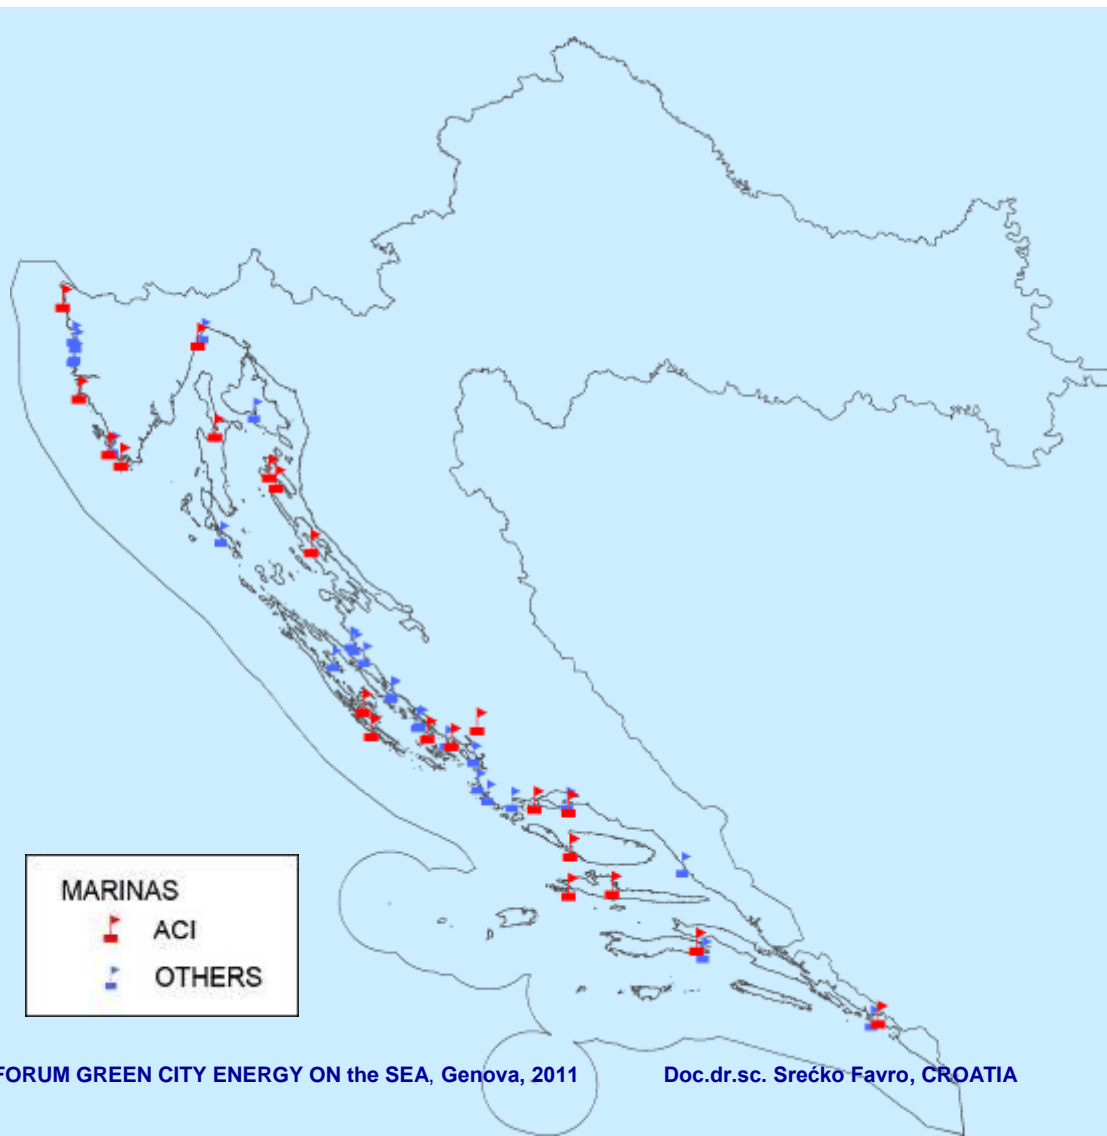 MARINAS
ACI
OTHERS
FORUM GREEN CITY ENERGY ON the SEA, Genova, 2011 Doc.dr.sc. Srećko Favro, CROATIA